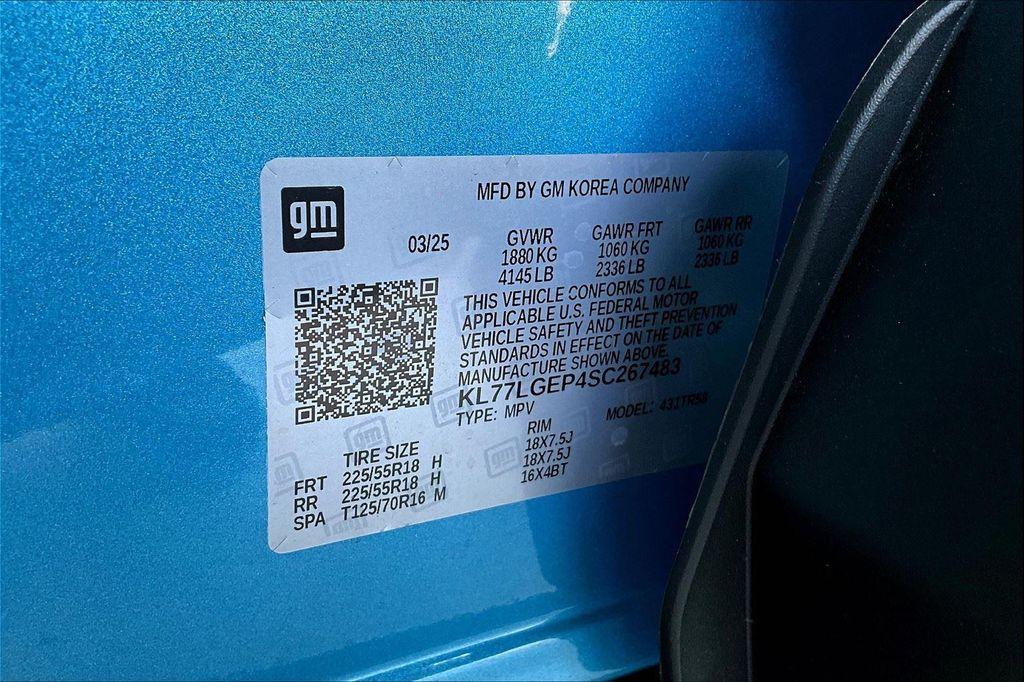 gm
MFD BY GM KOREA COMPANY
03/25
GVWR GAWR FRT GAWR RR
1880 KG 1060 KG 1060 KG
4145 LB 2336 LB 2336 LB
THIS VEHICLE CONFORMS TO ALL
APPLICABLE U.S. FEDERAL MOTOR
VEHICLE SAFETY AND THEFT PREVENTION
STANDARDS IN EFFECT ON THE DATE OF
MANUFACTURE SHOWN ABOVE.
KL77LGEP4SC267483
TYPE: MPV MODEL: 431TR58
TIRE SIZE RIM
FRT 225/55R18 H 18X7.5J
RR 225/55R18 H 18X7.5J
SPA T125/70R16 M 16X4BT